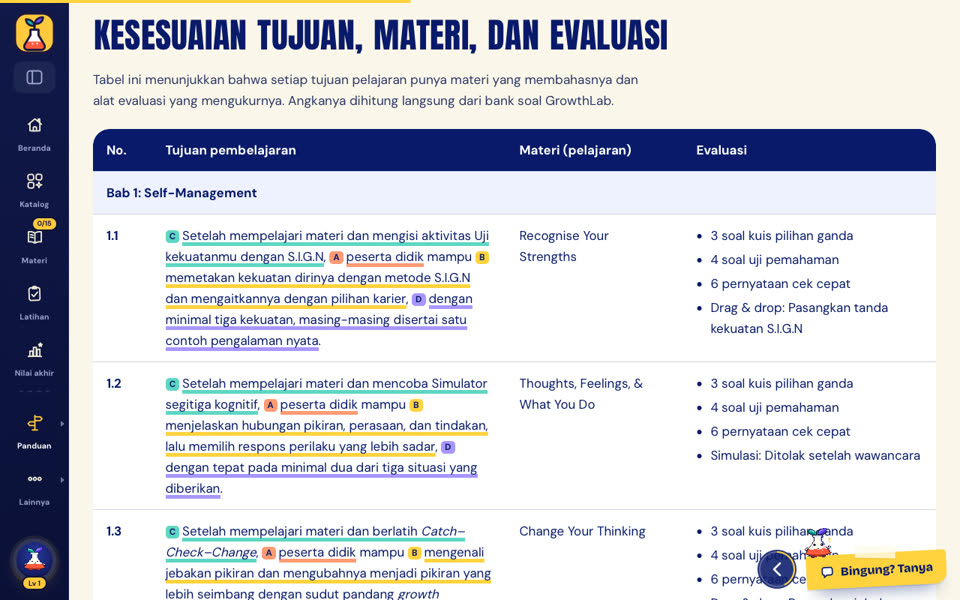 KESESUAIAN TUJUAN, MATERI, DAN EVALUASI
Tabel ini menunjukkan bahwa setiap tujuan pelajaran punya materi yang membahasnya dan
alat evaluasi yang mengukurnya. Angkanya dihitung langsung dari bank soal GrowthLab.
Beranda
Katalog
0/15
Materi
Latihan
Nilai akhir
Panduan
Lainnya
Lv 1
No.
Tujuan pembelajaran
Materi (pelajaran)
Evaluasi
Bab 1: Self-Management
1.1
C Setelah mempelajari materi dan mengisi aktivitas Uji
kekuatanmu dengan S.I.G.N, A peserta didik mampu B
memetakan kekuatan dirinya dengan metode S.I.G.N
dan mengaitkannya dengan pilihan karier, D dengan
minimal tiga kekuatan, masing-masing disertai satu
contoh pengalaman nyata.
Recognise Your
Strengths
• 3 soal kuis pilihan ganda
• 4 soal uji pemahaman
• 6 pernyataan cek cepat
• Drag & drop: Pasangkan tanda
kekuatan S.I.G.N
1.2
C Setelah mempelajari materi dan mencoba Simulator
segitiga kognitif, A peserta didik mampu B
menjelaskan hubungan pikiran, perasaan, dan tindakan,
lalu memilih respons perilaku yang lebih sadar, D
dengan tepat pada minimal dua dari tiga situasi yang
diberikan.
Thoughts, Feelings, &
What You Do
• 3 soal kuis pilihan ganda
• 4 soal uji pemahaman
• 6 pernyataan cek cepat
• Simulasi: Ditolak setelah wawancara
1.3
C Setelah mempelajari materi dan berlatih Catch–
Check–Change, A peserta didik mampu B mengenali
jebakan pikiran dan mengubahnya menjadi pikiran yang
lebih seimbang dengan sudut pandang growth
Change Your Thinking
• 3 soal kuis pilihan ganda
• 4 soal
• 6
Bingung? Tanya